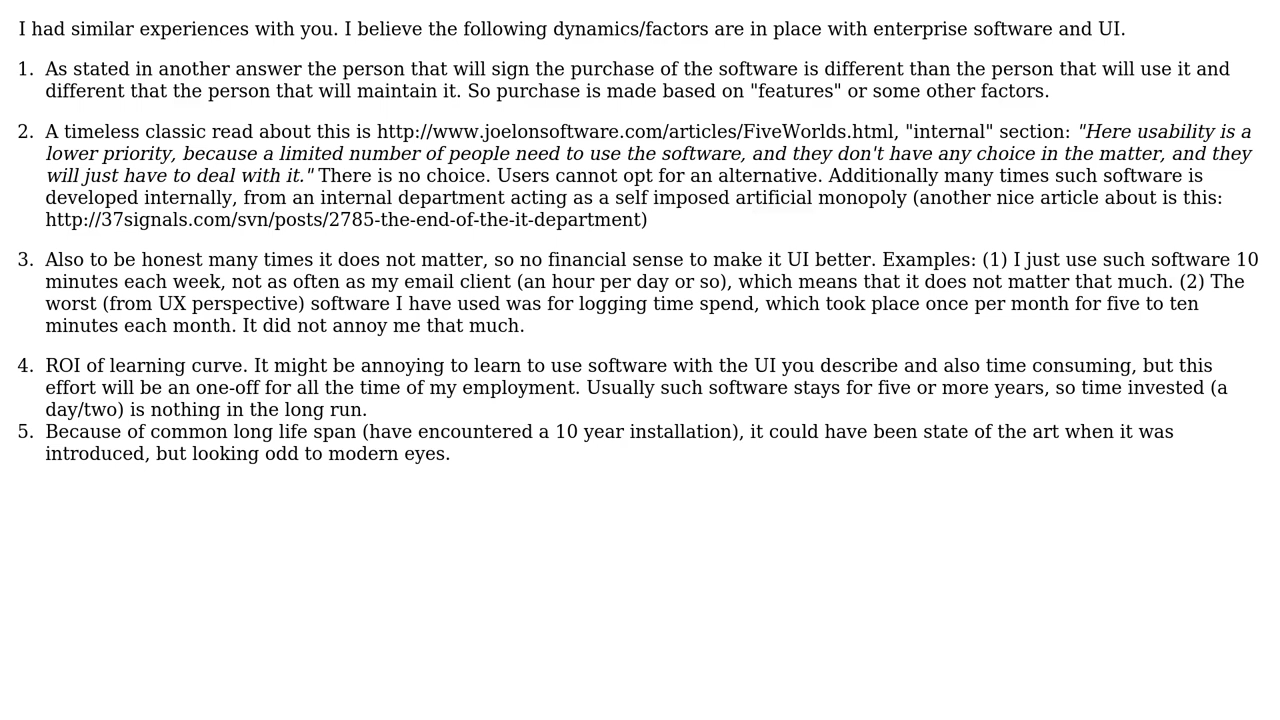 I had similar experiences with you. I believe the following dynamics/factors are in place with enterprise software and UI.
1. As stated in another answer the person that will sign the purchase of the software is different than the person that will use it and
different that the person that will maintain it. So purchase is made based on "features" or some other factors.
2. A timeless classic read about this is http://www.joelonsoftware.com/articles/FiveWorlds.html, "internal" section: "Here usability is a
lower priority, because a limited number of people need to use the software, and they don't have any choice in the matter, and they
will just have to deal with it." There is no choice. Users cannot opt for an alternative. Additionally many times such software is
developed internally, from an internal department acting as a self imposed artificial monopoly (another nice article about is this:
http://37signals.com/svn/posts/2785-the-end-of-the-it-department)
3. Also to be honest many times it does not matter, so no financial sense to make it UI better. Examples: (1) I just use such software 10
minutes each week, not as often as my email client (an hour per day or so), which means that it does not matter that much. (2) The
worst (from UX perspective) software I have used was for logging time spend, which took place once per month for five to ten
minutes each month. It did not annoy me that much.
4. ROI of learning curve. It might be annoying to learn to use software with the UI you describe and also time consuming, but this
effort will be an one-off for all the time of my employment. Usually such software stays for five or more years, so time invested (a
day/two) is nothing in the long run.
5. Because of common long life span (have encountered a 10 year installation), it could have been state of the art when it was
introduced, but looking odd to modern eyes.